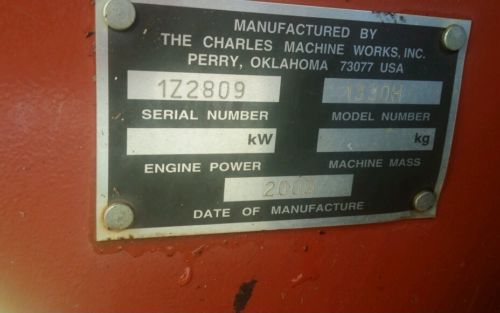 MANUFACTURED BY
THE CHARLES MACHINE WORKS, INC.
PERRY, OKLAHOMA 73077 USA
1Z2809 1330H
SERIAL NUMBER MODEL NUMBER
kW kg
ENGINE POWER MACHINE MASS
DATE OF MANUFACTURE